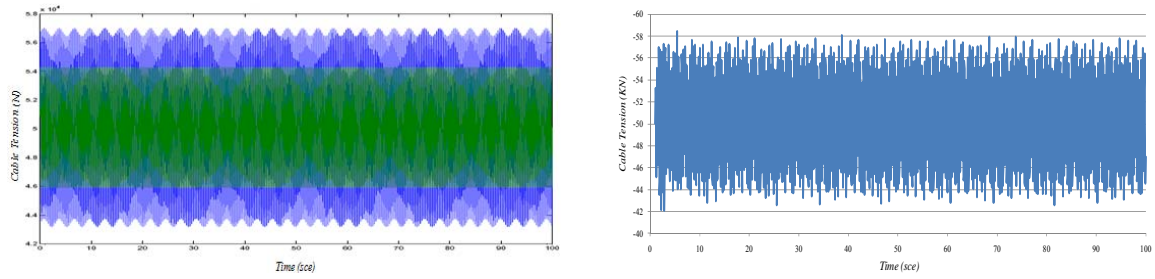 5.8 x 10⁴
5.6
5.4
5.2
5
4.8
4.6
4.4
4.2
0 10 20 30 40 50 60 70 80 90 100
Cable Tension (N)
Time (sce)
-60
-58
-56
-54
-52
-50
-48
-46
-44
-42
-40
0 10 20 30 40 50 60 70 80 90 100
Cable Tension (KN)
Time (sce)